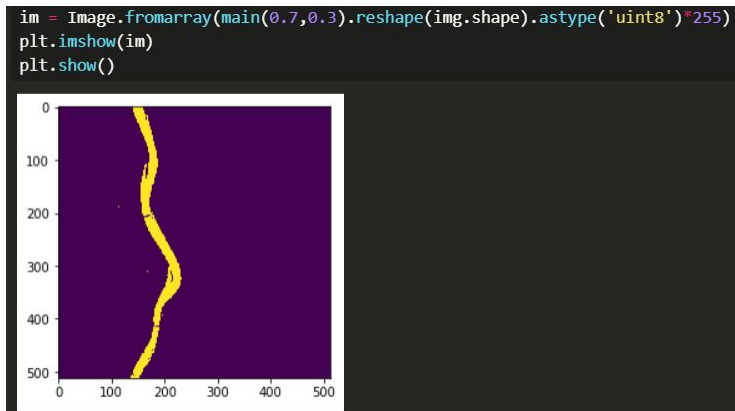 im = Image.fromarray(main(0.7,0.3).reshape(img.shape).astype('uint8')*255)
plt.imshow(im)
plt.show()
0
100
200
300
400
500
0 100 200 300 400 500